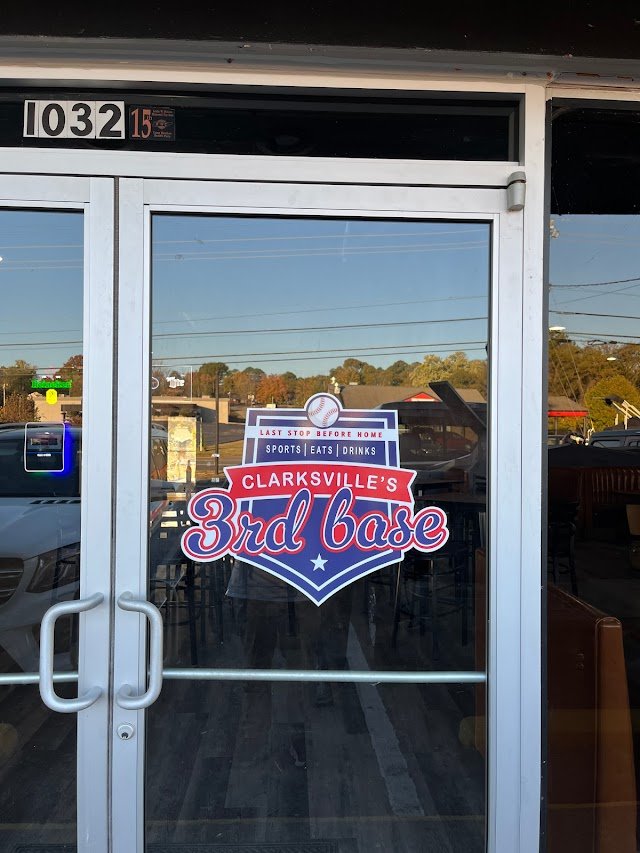 1032 15
LAST STOP BEFORE HOME
SPORTS | EATS | DRINKS
CLARKSVILLE'S
3rd base